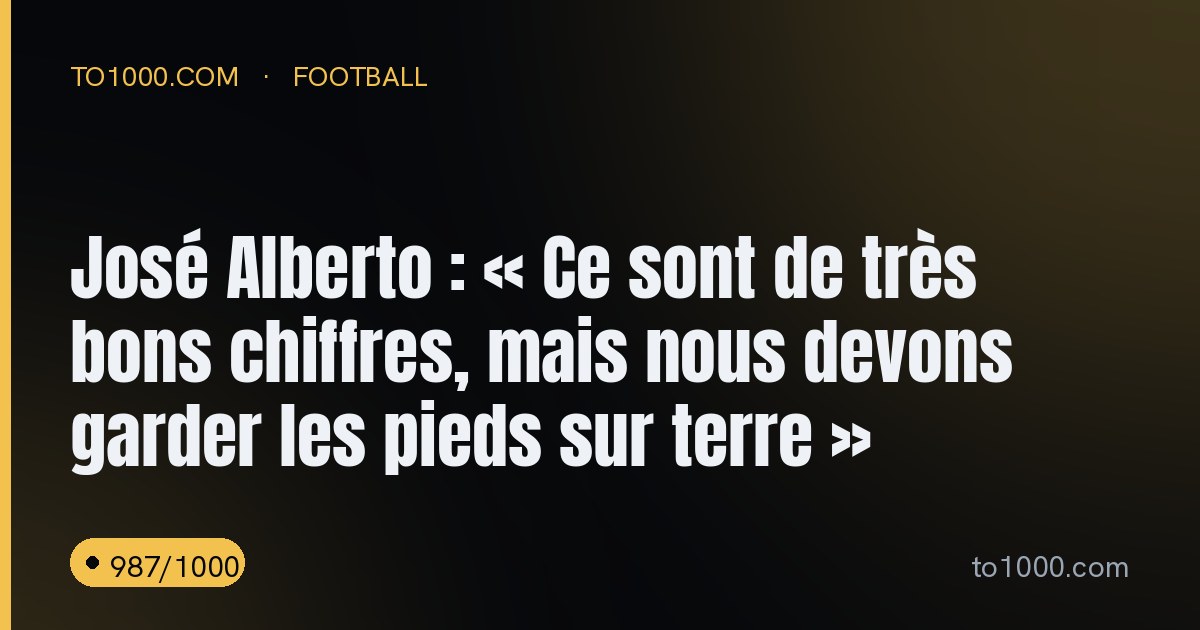 TO1000.COM · FOOTBALL
José Alberto : « Ce sont de très
bons chiffres, mais nous devons
garder les pieds sur terre »
987/1000
to1000.com